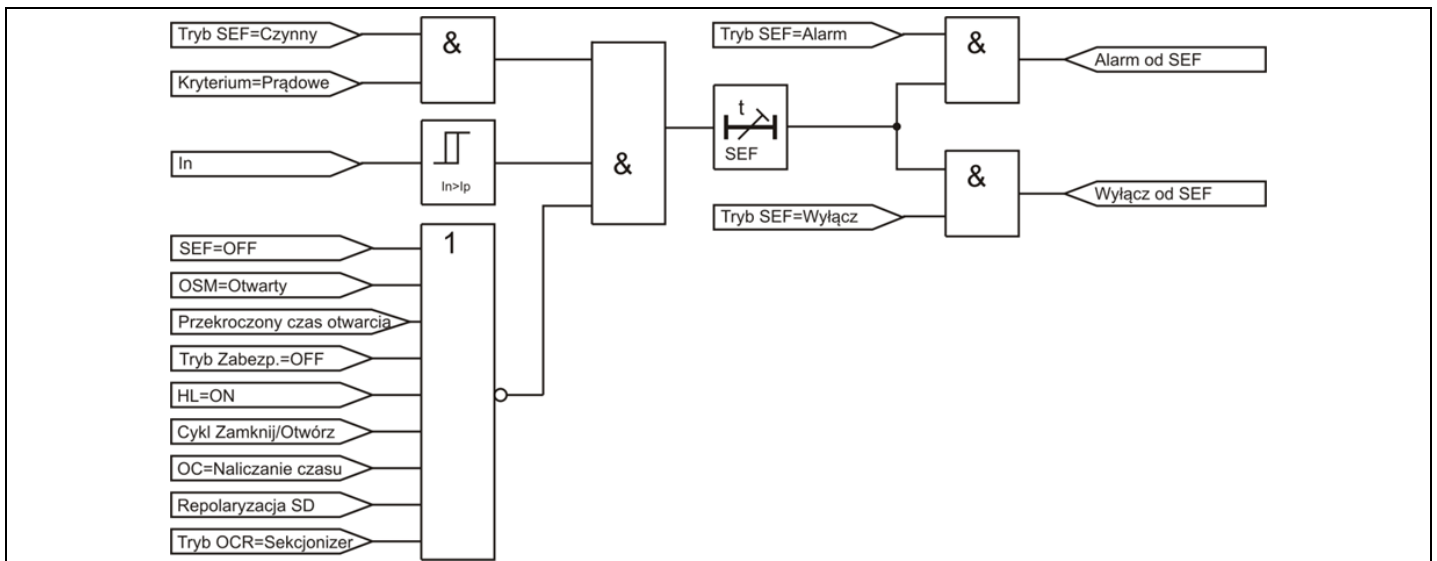 Tryb SEF=Czynny
&
Kryterium=Prądowe
In
In>Ip
&
t
SEF
Tryb SEF=Alarm
&
Alarm od SEF
&
Tryb SEF=Wyłącz
Wyłącz od SEF
1
SEF=OFF
OSM=Otwarty
Przekroczony czas otwarcia
Tryb Zabezp.=OFF
HL=ON
Cykl Zamknij/Otwórz
OC=Naliczanie czasu
Repolaryzacja SD
Tryb OCR=Sekcjonizer